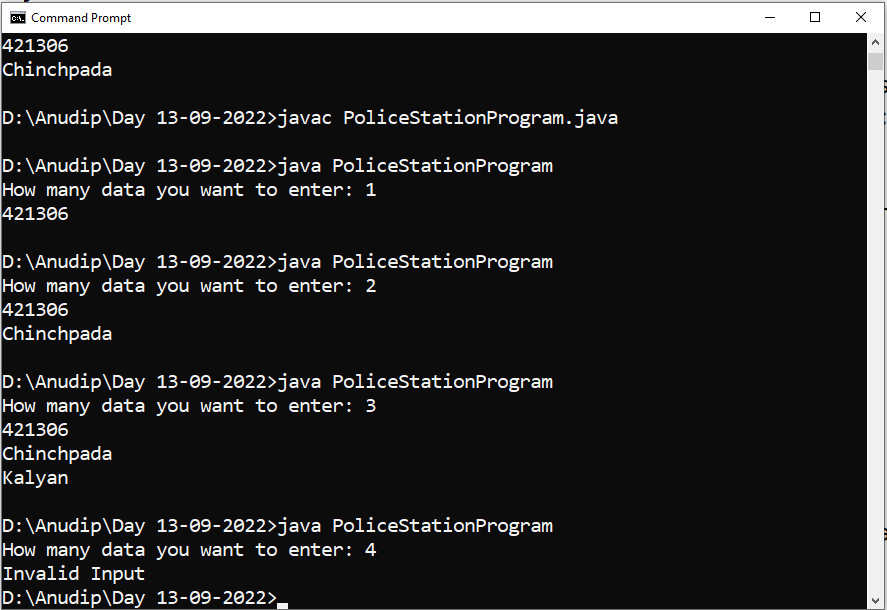 Command Prompt
421306
Chinchpada
D:\Anudip\Day 13-09-2022>javac PoliceStationProgram.java
D:\Anudip\Day 13-09-2022>java PoliceStationProgram
How many data you want to enter: 1
421306
D:\Anudip\Day 13-09-2022>java PoliceStationProgram
How many data you want to enter: 2
421306
Chinchpada
D:\Anudip\Day 13-09-2022>java PoliceStationProgram
How many data you want to enter: 3
421306
Chinchpada
Kalyan
D:\Anudip\Day 13-09-2022>java PoliceStationProgram
How many data you want to enter: 4
Invalid Input
D:\Anudip\Day 13-09-2022>